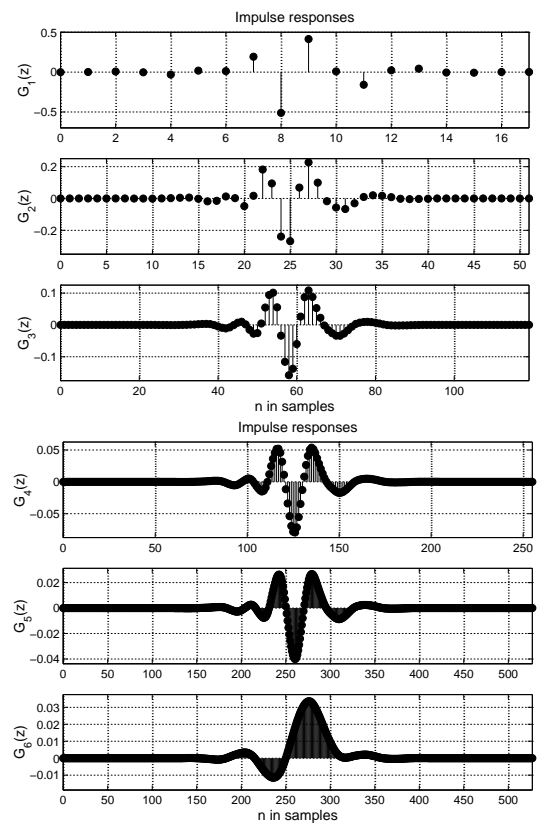 Impulse responses
G1(z)
0.5
0
−0.5
0 2 4 6 8 10 12 14 16
G2(z)
0.2
0
−0.2
0 5 10 15 20 25 30 35 40 45 50
G3(z)
0.1
0
−0.1
0 20 40 60 80 100
n in samples
Impulse responses
G4(z)
0.05
0
−0.05
0 50 100 150 200 250
G5(z)
0.02
0
−0.02
−0.04
0 50 100 150 200 250 300 350 400 450 500
G6(z)
0.03
0.02
0.01
0
−0.01
0 50 100 150 200 250 300 350 400 450 500
n in samples